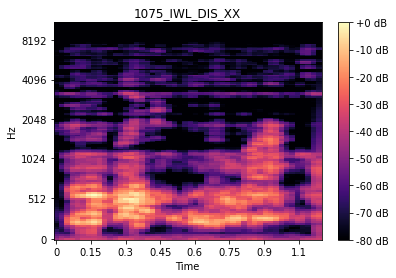 1075_IWL_DIS_XX
8192
4096
2048
1024
512
0
Hz
0 0.15 0.3 0.45 0.6 0.75 0.9 1.1
Time
+0 dB
-10 dB
-20 dB
-30 dB
-40 dB
-50 dB
-60 dB
-70 dB
-80 dB